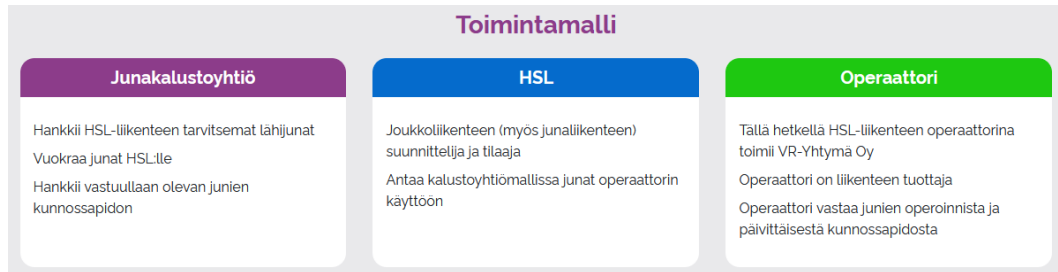 Toimintamalli
Junakalustoyhtiö
Hankkii HSL-liikenteen tarvitsemat lähijunat
Vuokraa junat HSL:lle
Hankkii vastuullaan olevan junien
kunnossapidon
HSL
Joukkoliikenteen (myös junaliikenteen)
suunnittelija ja tilaaja
Antaa kalustoyhtiömallissa junat operaattorin
käyttöön
Operaattori
Tällä hetkellä HSL-liikenteen operaattorina
toimii VR-Yhtymä Oy
Operaattori on liikenteen tuottaja
Operaattori vastaa junien operoinnista ja
päivittäisestä kunnossapidosta